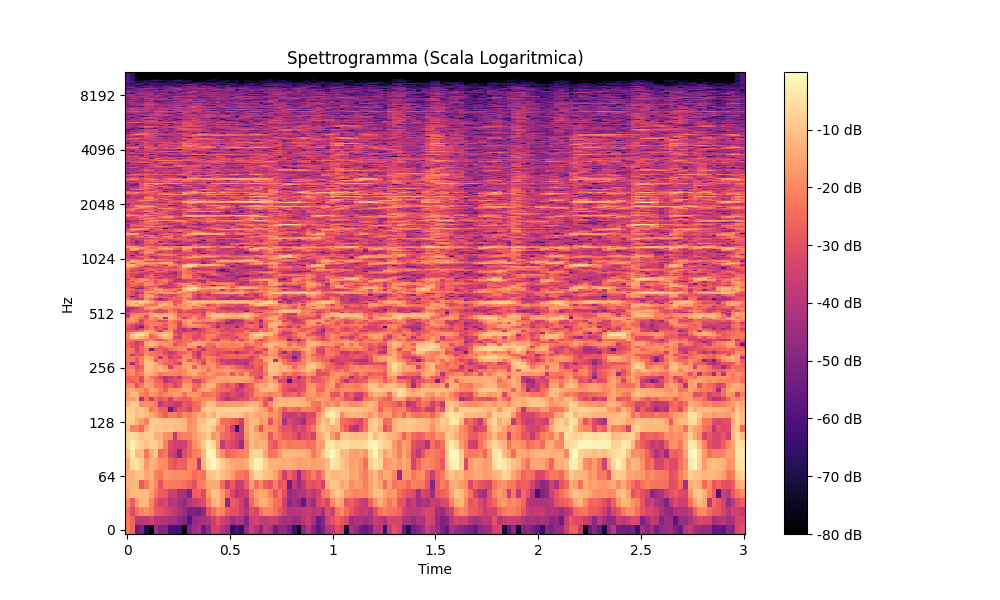 Spettrogramma (Scala Logaritmica)
Hz
8192
4096
2048
1024
512
256
128
64
0
0
0.5
1
1.5
2
2.5
3
Time
-10 dB
-20 dB
-30 dB
-40 dB
-50 dB
-60 dB
-70 dB
-80 dB